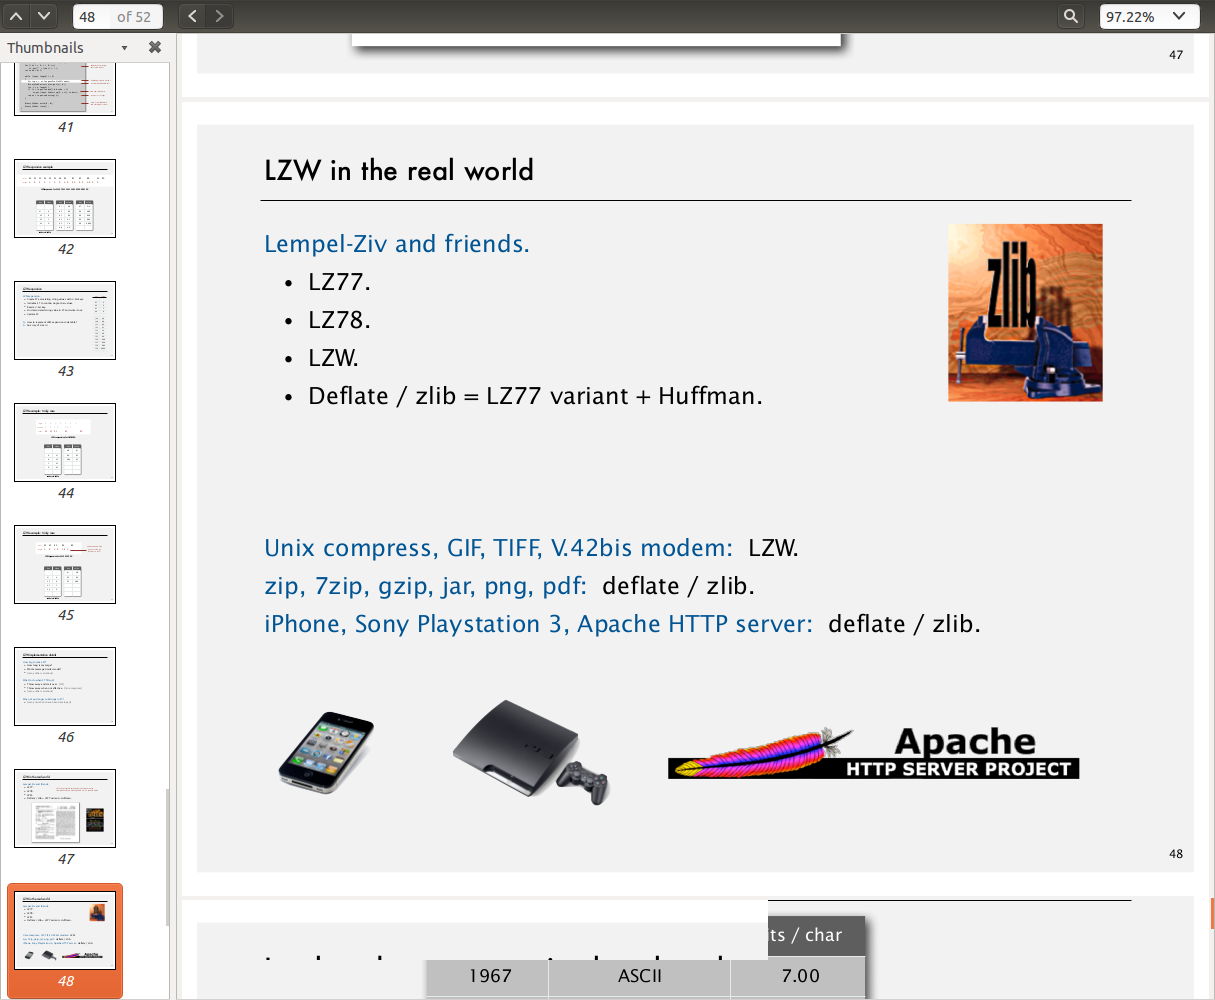 48 of 52
97.22%
Thumbnails
41
42
43
44
45
46
47
48
47
LZW in the real world
Lempel-Ziv and friends.
• LZ77.
• LZ78.
• LZW.
• Deflate / zlib = LZ77 variant + Huffman.
zlib
Unix compress, GIF, TIFF, V.42bis modem: LZW.
zip, 7zip, gzip, jar, png, pdf: deflate / zlib.
iPhone, Sony Playstation 3, Apache HTTP server: deflate / zlib.
Apache
HTTP SERVER PROJECT
48
/ char
1967 ASCII 7.00